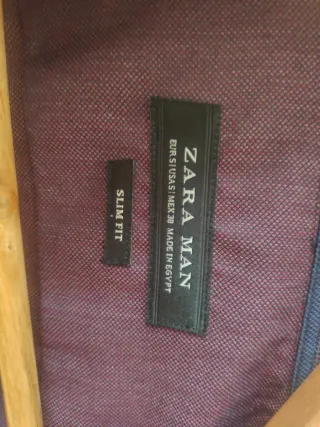 ZARA MAN
EUR S | USA S | MEX 38 MADE IN EGYPT
SLIM FIT